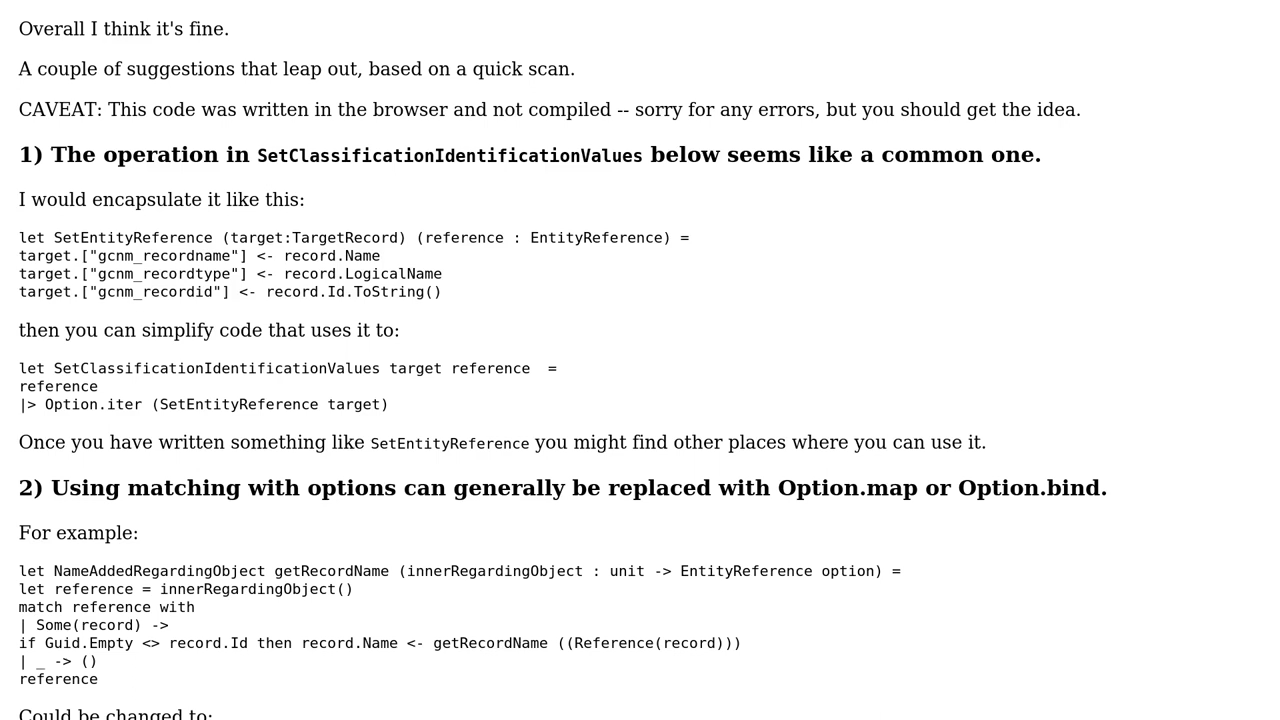 Overall I think it's fine.
A couple of suggestions that leap out, based on a quick scan.
CAVEAT: This code was written in the browser and not compiled -- sorry for any errors, but you should get the idea.
1) The operation in SetClassificationIdentificationValues below seems like a common one.
I would encapsulate it like this:
let SetEntityReference (target:TargetRecord) (reference : EntityReference) =
target.["gcnm_recordname"] <- record.Name
target.["gcnm_recordtype"] <- record.LogicalName
target.["gcnm_recordid"] <- record.Id.ToString()
then you can simplify code that uses it to:
let SetClassificationIdentificationValues target reference  =
reference
|> Option.iter (SetEntityReference target)
Once you have written something like SetEntityReference you might find other places where you can use it.
2) Using matching with options can generally be replaced with Option.map or Option.bind.
For example:
let NameAddedRegardingObject getRecordName (innerRegardingObject : unit -> EntityReference option) =
let reference = innerRegardingObject()
match reference with
| Some(record) ->
if Guid.Empty <> record.Id then record.Name <- getRecordName ((Reference(record)))
| _ -> ()
reference
Could be changed to: